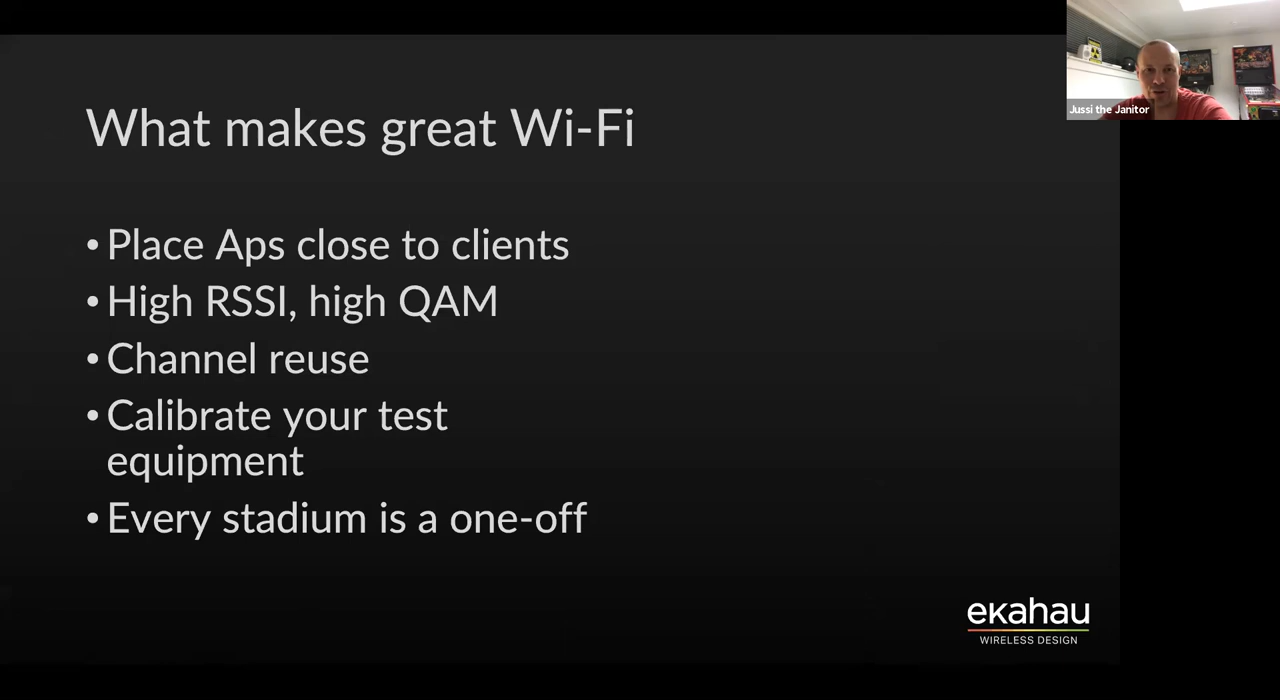 Jussi the Janitor
What makes great Wi-Fi
• Place Aps close to clients
• High RSSI, high QAM
• Channel reuse
• Calibrate your test
equipment
• Every stadium is a one-off
ekahau
WIRELESS DESIGN